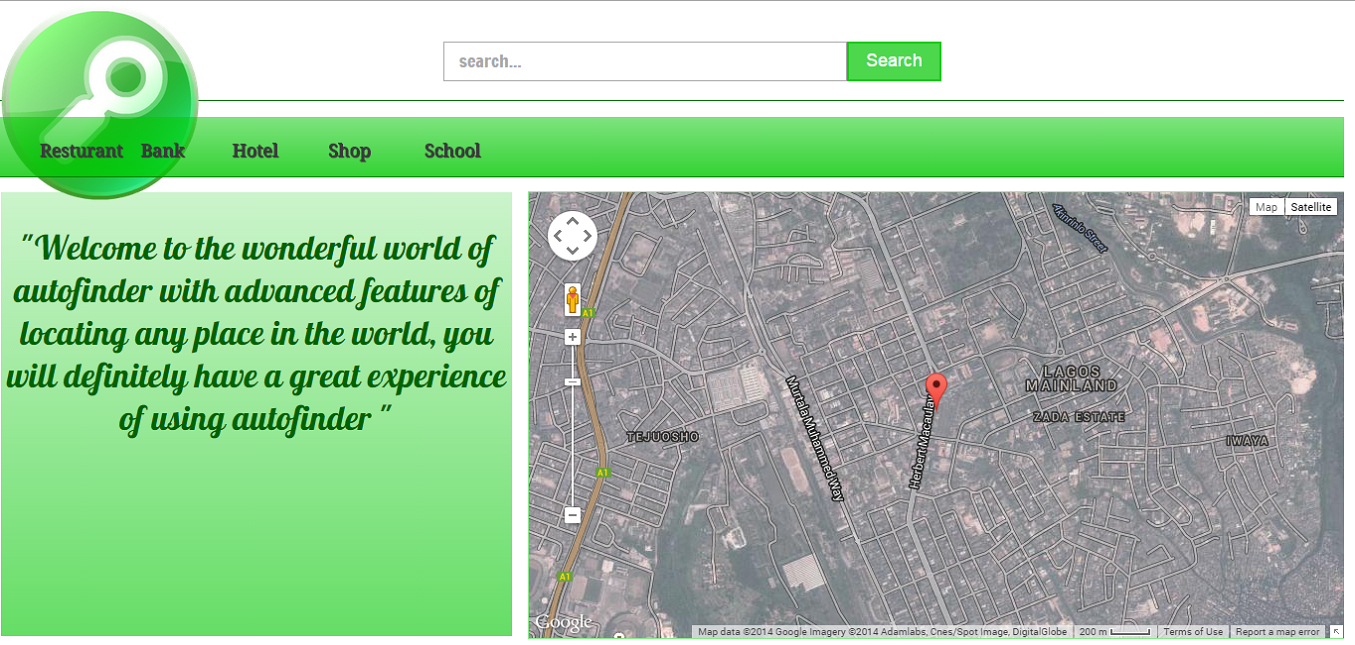 search...
Search
Resturant Bank Hotel Shop School
"Welcome to the wonderful world of
autofinder with advanced features of
locating any place in the world, you
will definitely have a great experience
of using autofinder "
Map Satellite
Akinrinlo Street
A1
LAGOS
MAINLAND
ZADA ESTATE
IWAYA
TEJUOSHO
Murtala Muhammed Way
Herbert Macaulay
A1
A1
Google
Map data ©2014 Google Imagery ©2014 Adamlabs, Cnes/Spot Image, DigitalGlobe 200 m Terms of Use Report a map error